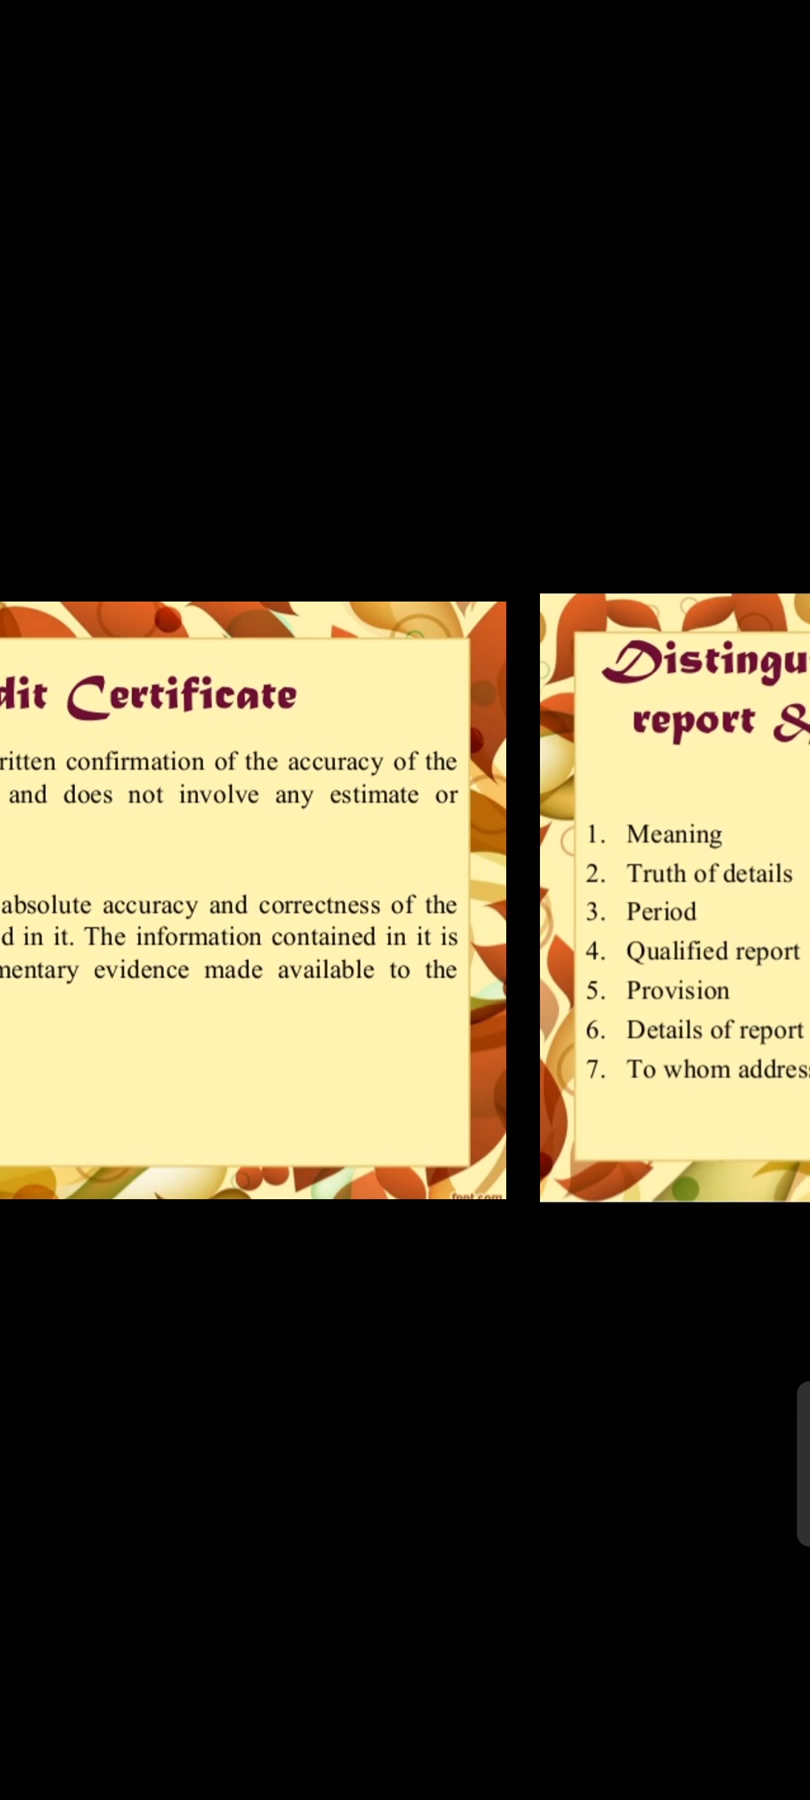 dit Certificate
ritten confirmation of the accuracy of the
and does not involve any estimate or
absolute accuracy and correctness of the
d in it. The information contained in it is
mentary evidence made available to the
fppt.com
Distingu
report &
1. Meaning
2. Truth of details
3. Period
4. Qualified report
5. Provision
6. Details of report
7. To whom address